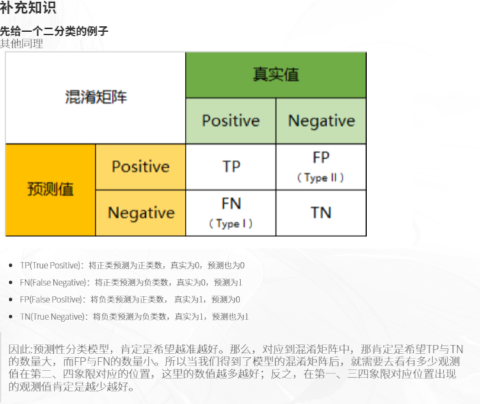 补充知识
先给一个二分类的例子
其他同理
混淆矩阵
真实值
Positive
Negative
预测值
Positive
TP
FP
(Type II)
Negative
FN
(Type I)
TN
TP(True Positive)：将正类预测为正类数，真实为0，预测也为0
FN(False Negative)：将正类预测为负类数，真实为0，预测为1
FP(False Positive)：将负类预测为正类数， 真实为1，预测为0
TN(True Negative)：将负类预测为负类数，真实为1，预测也为1
因此:预测性分类模型，肯定是希望越准越好。那么，对应到混淆矩阵中，那肯定是希望TP与TN
的数量大，而FP与FN的数量小。所以当我们得到了模型的混淆矩阵后，就需要去看有多少观测
值在第二、四象限对应的位置，这里的数值越多越好；反之，在第一、三四象限对应位置出现
的观测值肯定是越少越好。